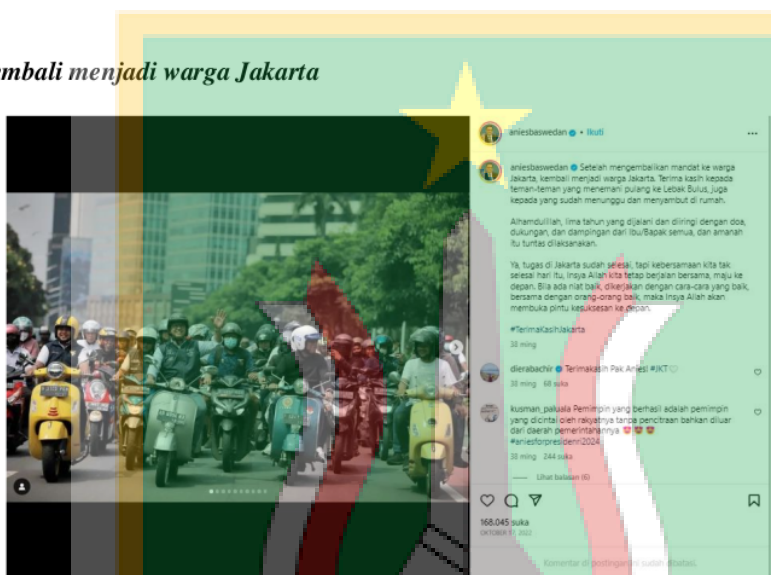 mbali menjadi warga Jakarta
aniesbaswedan • Ikuti
aniesbaswedan Setelah mengembalikan mandat ke warga
Jakarta, kembali menjadi warga Jakarta. Terima kasih kepada
teman-teman yang menemani pulang ke Lebak Bulus, juga
kepada yang sudah menunggu dan menyambut di rumah.
Alhamdulillah, lima tahun yang dijalani dan diiringi dengan doa,
dukungan, dan dampingan dari Ibu/Bapak semua, dan amanah
itu tuntas dilaksanakan.
Ya, tugas di Jakarta sudah selesai, tapi kebersamaan kita tak
selesai hari itu, Insya Allah kita tetap berjalan bersama, maju ke
depan. Bila ada niat baik, dikerjakan dengan cara-cara yang baik,
bersama dengan orang-orang baik, maka Insya Allah akan
membuka pintu kesuksesan ke depan.
#TerimaKasihJakarta
ming
dierabachir Terimakasih Pak Anies! #JKT
ming 68 suka
kusman_paluala Pemimpin yang berhasil adalah pemimpin
yang dicintai oleh rakyatnya tanpa pencitraan bahkan diluar
dari daerah pemerintahannya
#aniesforpresidenri2024
ming 244 suka
Lihat balasan (6)
168.045 suka
OKTOBER 17, 2022
Komentar di postingan ini sudah dibatasi.